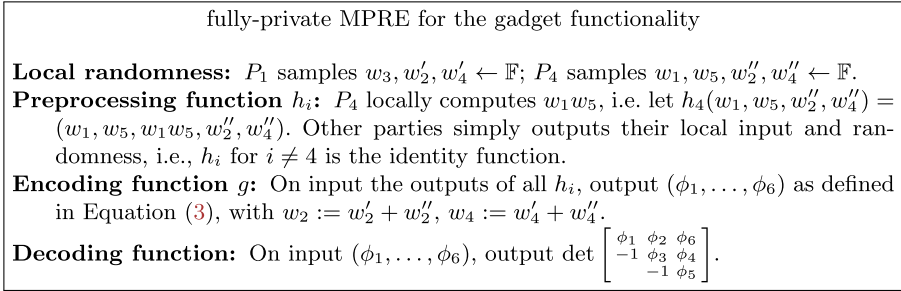 fully-private MPRE for the gadget functionality
Local randomness: P₁ samples w₃, w′₂, w′₄ ← 𝔽; P₄ samples w₁, w₅, w″₂, w″₄ ← 𝔽.
Preprocessing function hᵢ: P₄ locally computes w₁w₅, i.e. let h₄(w₁, w₅, w″₂, w″₄) =
(w₁, w₅, w₁w₅, w″₂, w″₄). Other parties simply outputs their local input and ran-
domness, i.e., hᵢ for i ≠ 4 is the identity function.
Encoding function g: On input the outputs of all hᵢ, output (ϕ₁, . . . , ϕ₆) as defined
in Equation (3), with w₂ := w′₂ + w″₂, w₄ := w′₄ + w″₄.
Decoding function: On input (ϕ₁, . . . , ϕ₆), output det [ϕ₁ ϕ₂ ϕ₆
−1 ϕ₃ ϕ₄
−1 ϕ₅].